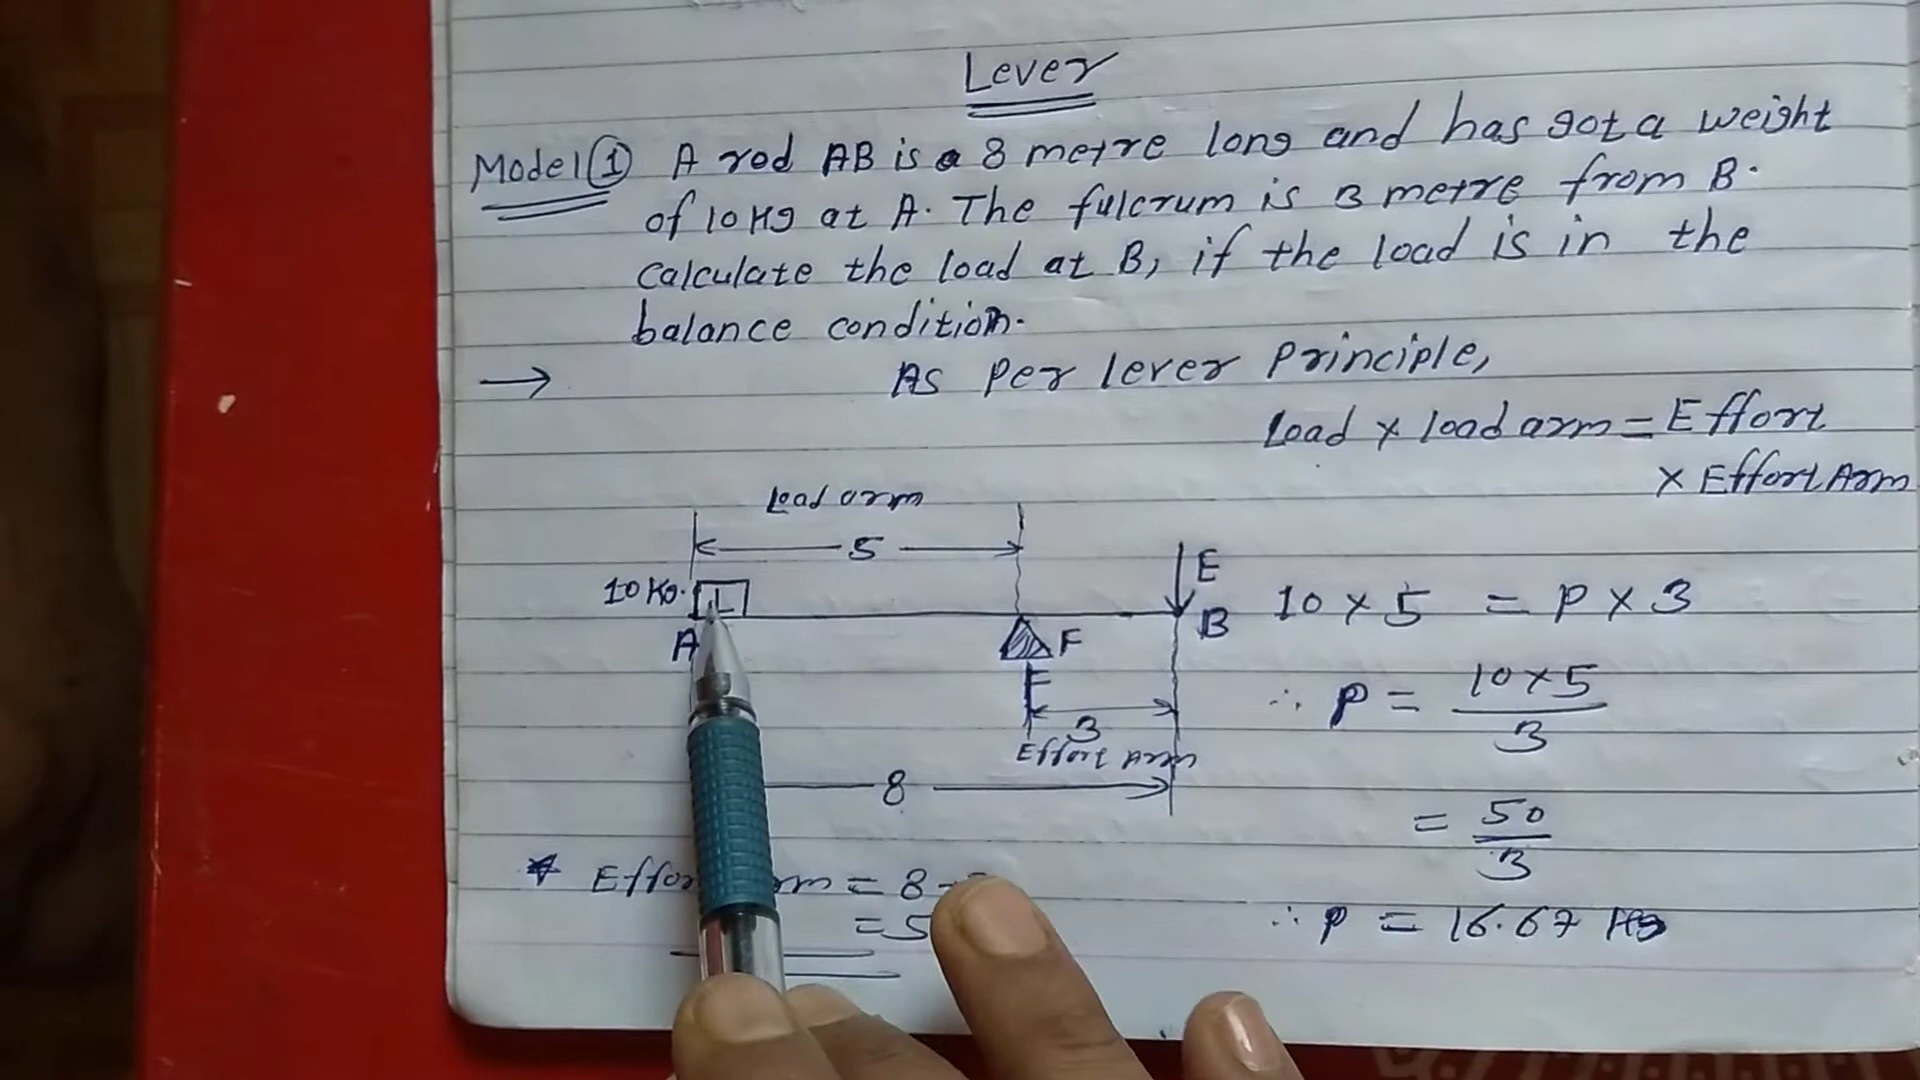 Lever
Model ① A rod AB is a 8 metre long and has got a weight
of 10 Kg at A. The fulcrum is 3 metre from B.
calculate the load at B, if the load is in the
balance condition.
→ As Per lever Principle,
Load × load arm = Effort
× Effort Arm
Load arm
5
10 Kg. L
E
A
F
B
F
3
Effort Arm
8
10 × 5 = P × 3
∴ P = 10×5
3
= 50
3
∴ P = 16.67 Kg
= 8 -
= 5